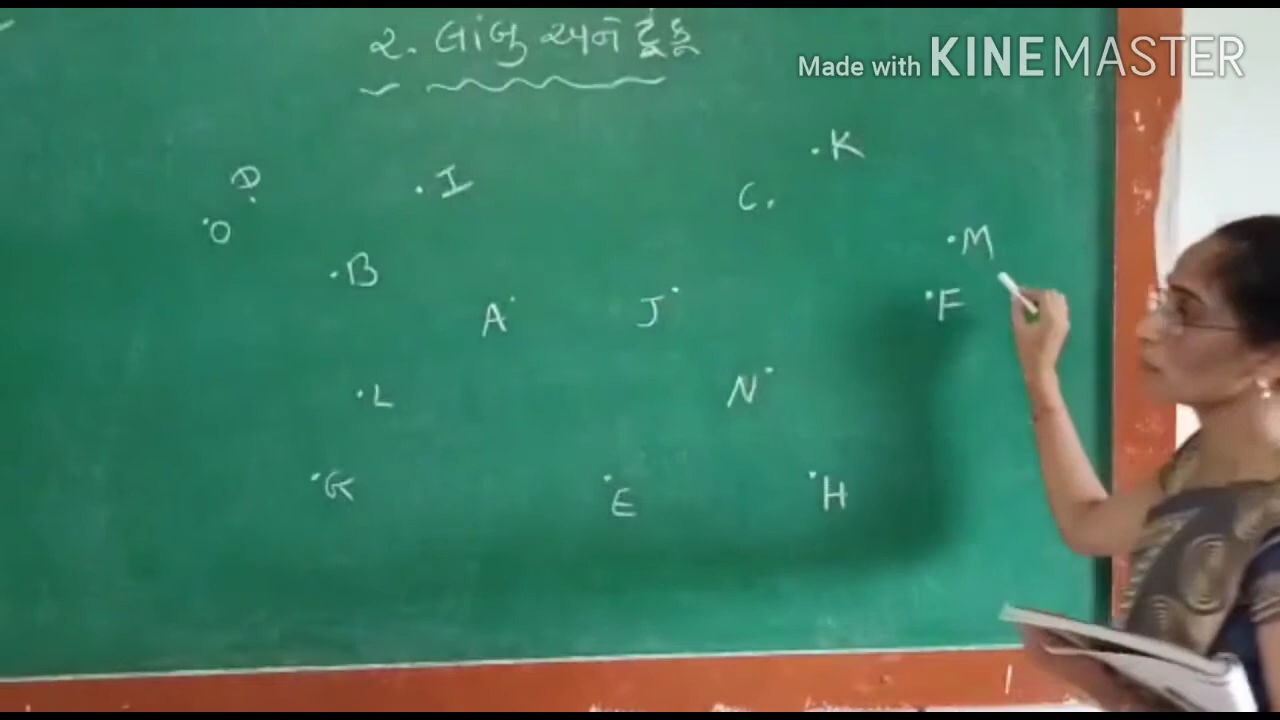 ૨. લાંબુ અને ટૂંકુ
Made with KINEMASTER
.K
D
.I
C.
.O
.M
.B
A.
J.
.F
.L
N.
.G
.E
.H